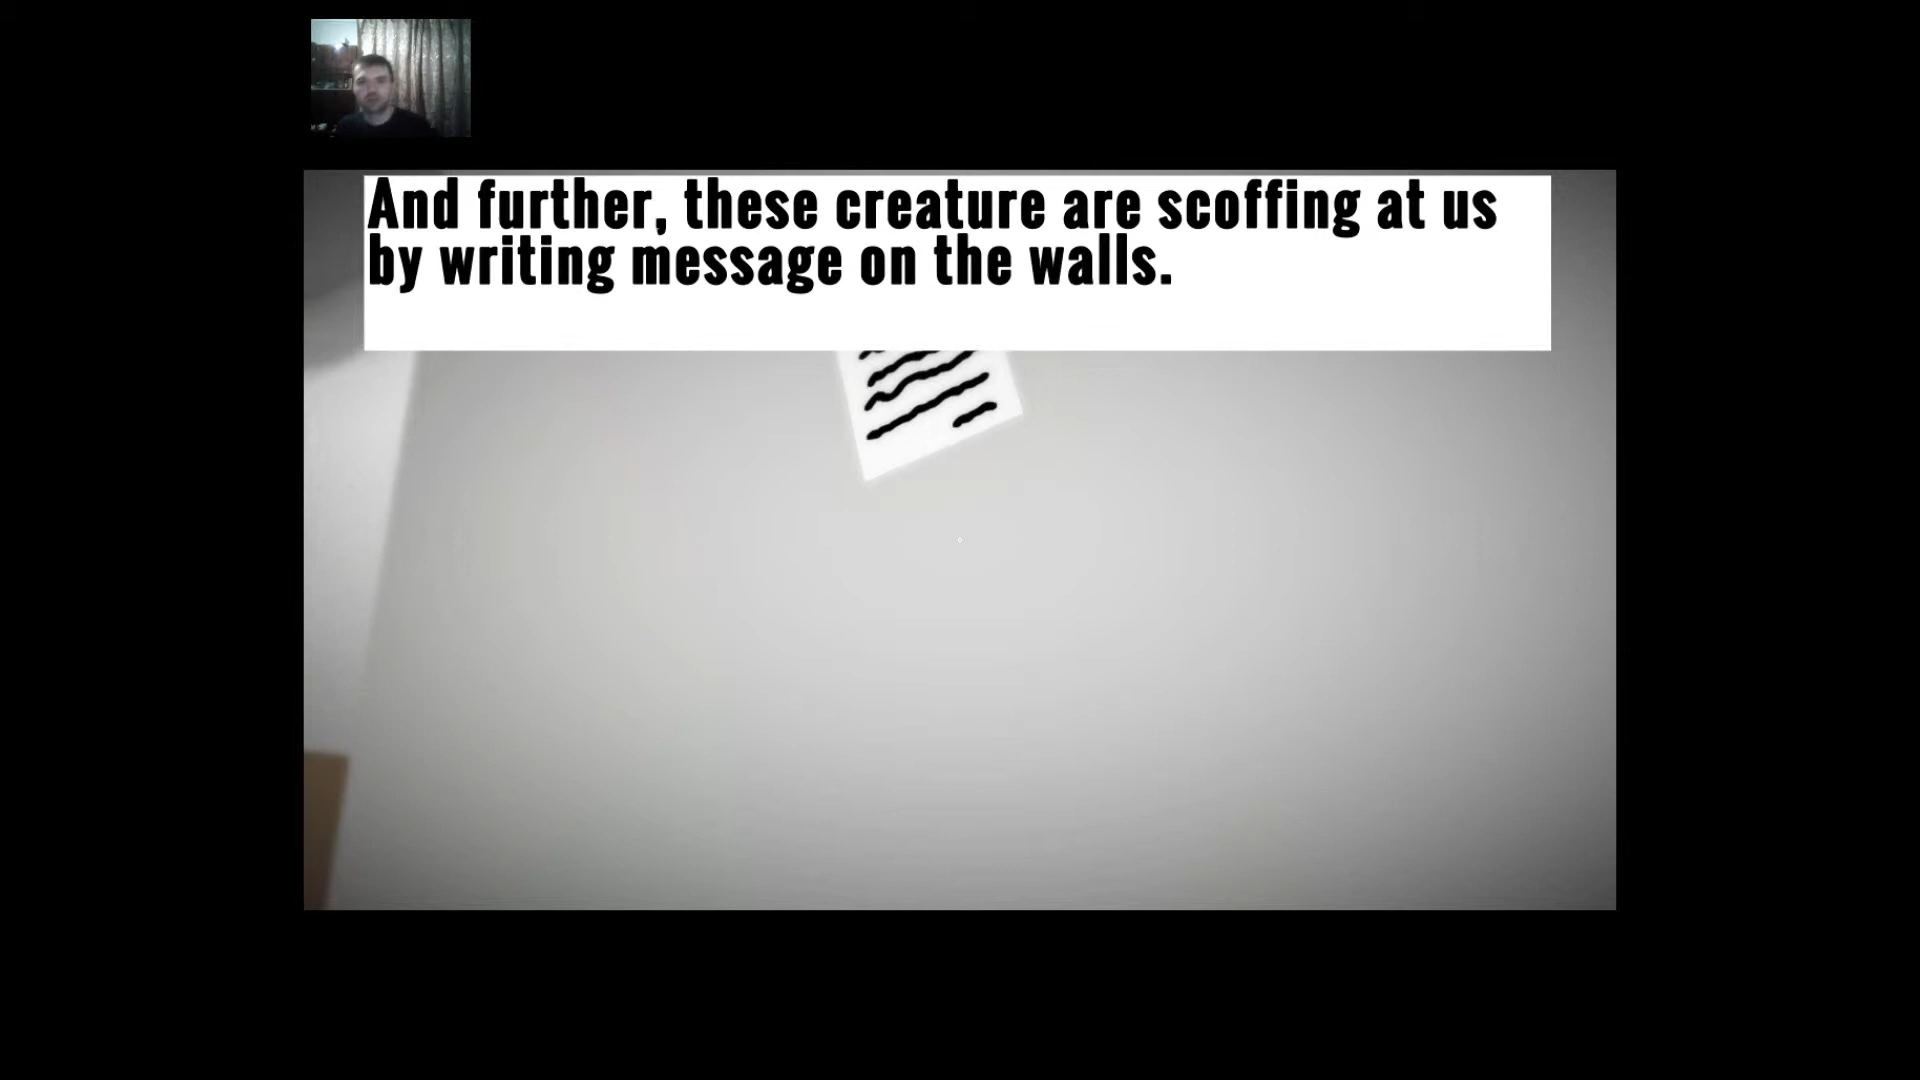 And further, these creature are scoffing at us
by writing message on the walls.